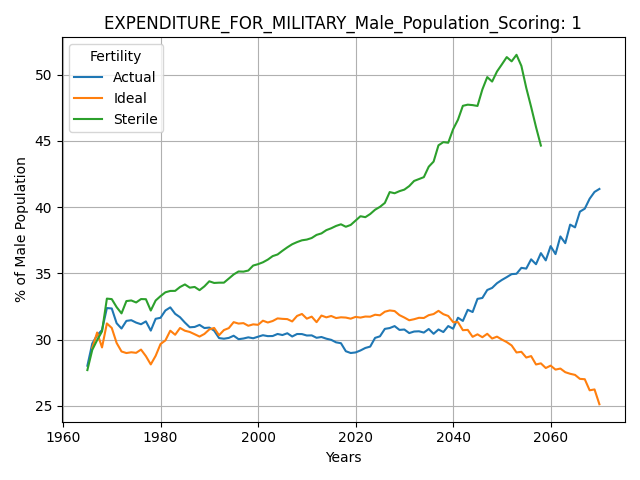 EXPENDITURE_FOR_MILITARY_Male_Population_Scoring: 1
Fertility
Actual
Ideal
Sterile
% of Male Population
50
45
40
35
30
25
1960
1980
2000
2020
2040
2060
Years